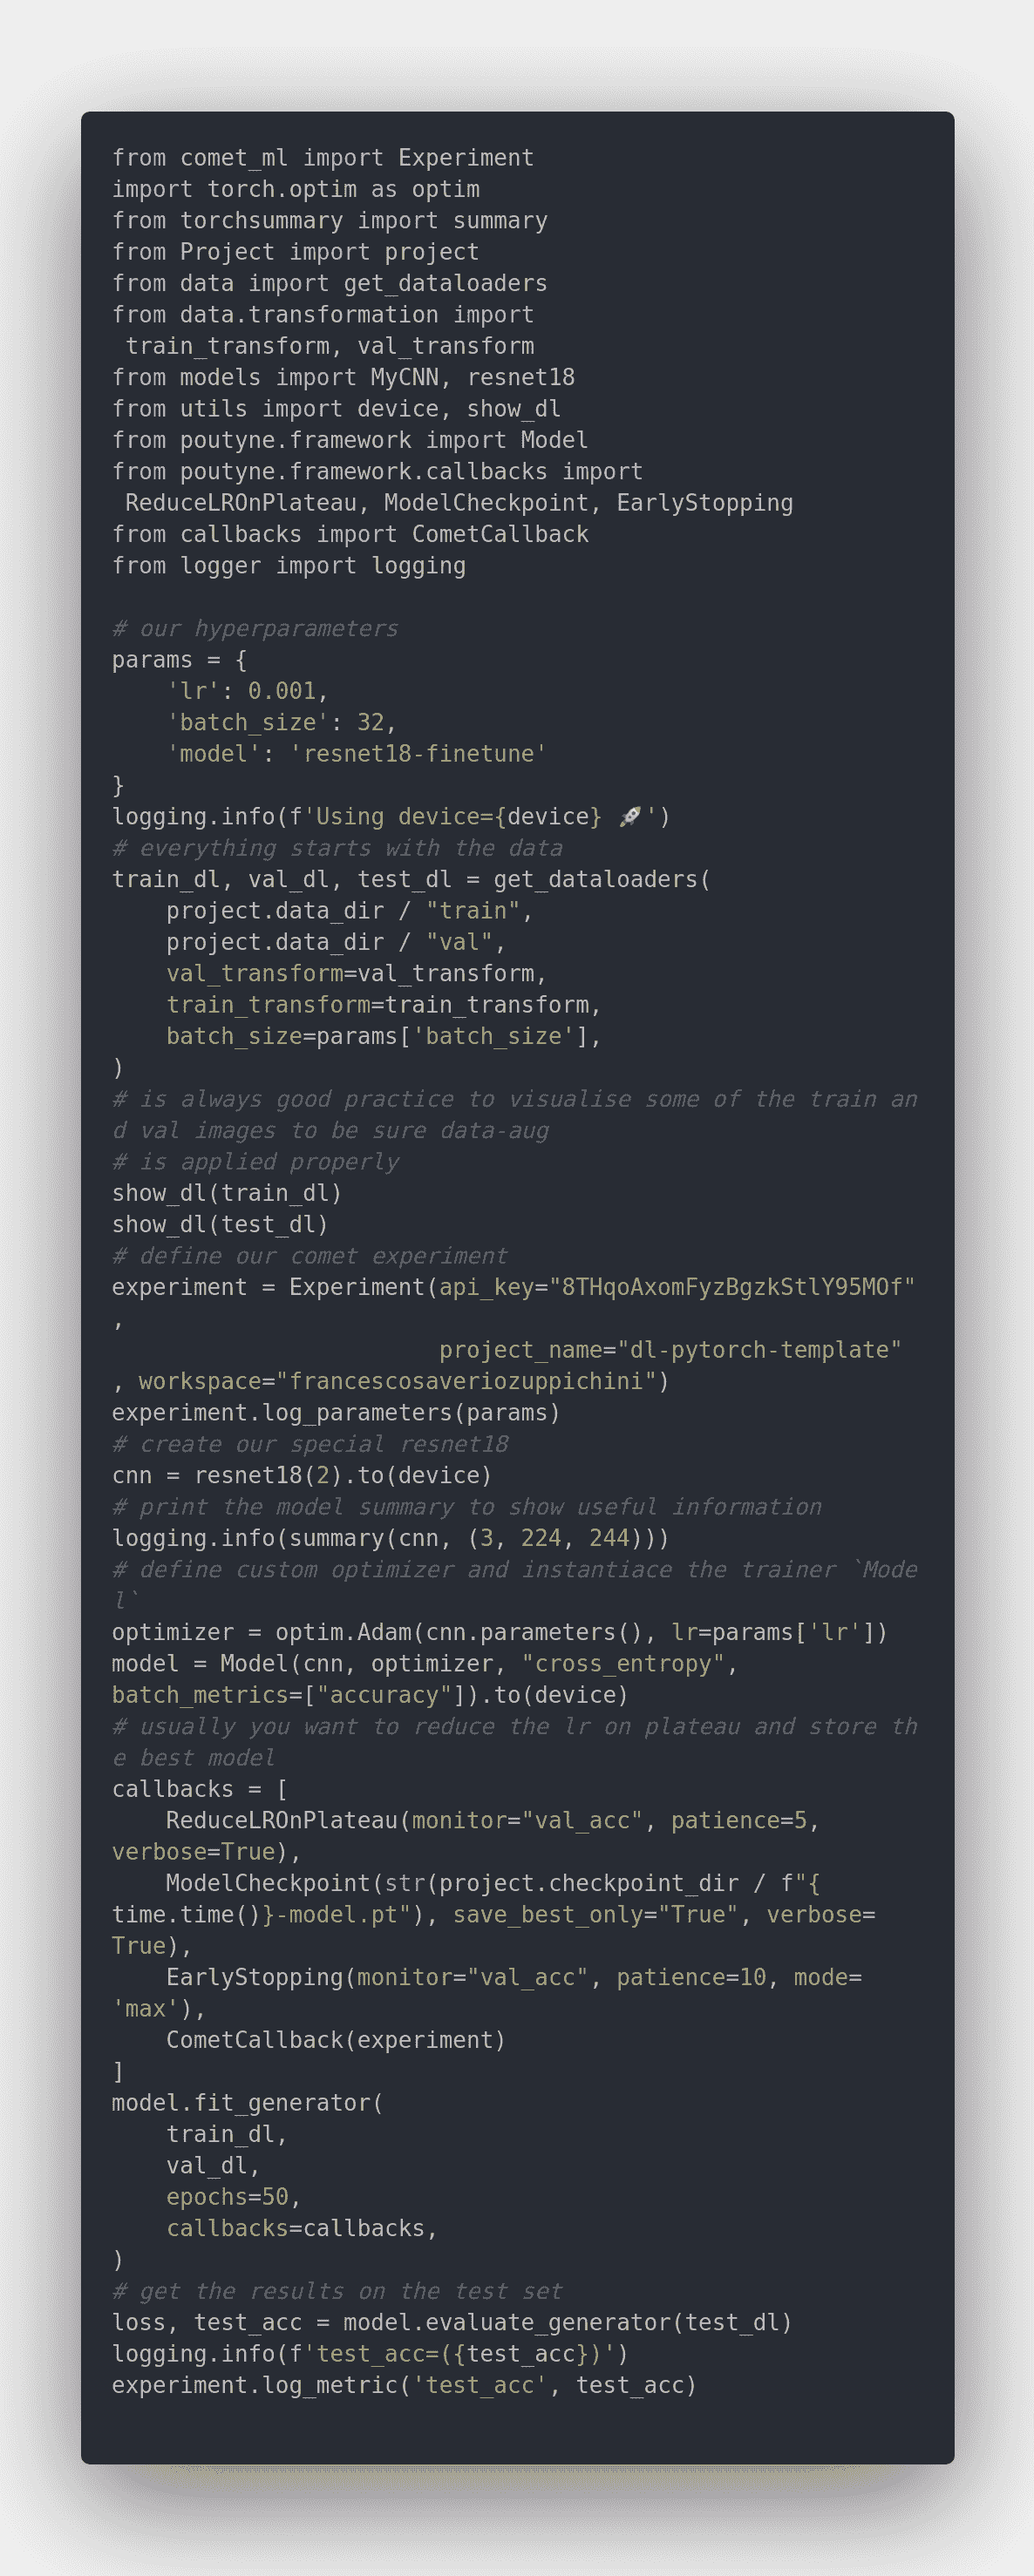 from comet_ml import Experiment
import torch.optim as optim
from torchsummary import summary
from Project import project
from data import get_dataloaders
from data.transformation import
 train_transform, val_transform
from models import MyCNN, resnet18
from utils import device, show_dl
from poutyne.framework import Model
from poutyne.framework.callbacks import
 ReduceLROnPlateau, ModelCheckpoint, EarlyStopping
from callbacks import CometCallback
from logger import logging

# our hyperparameters
params = {
    'lr': 0.001,
    'batch_size': 32,
    'model': 'resnet18-finetune'
}
logging.info(f'Using device={device} 🚀')
# everything starts with the data
train_dl, val_dl, test_dl = get_dataloaders(
    project.data_dir / "train",
    project.data_dir / "val",
    val_transform=val_transform,
    train_transform=train_transform,
    batch_size=params['batch_size'],
)
# is always good practice to visualise some of the train an
d val images to be sure data-aug
# is applied properly
show_dl(train_dl)
show_dl(test_dl)
# define our comet experiment
experiment = Experiment(api_key="8THqoAxomFyzBgzkStlY95MOf"
,
                        project_name="dl-pytorch-template"
, workspace="francescosaveriozuppichini")
experiment.log_parameters(params)
# create our special resnet18
cnn = resnet18(2).to(device)
# print the model summary to show useful information
logging.info(summary(cnn, (3, 224, 244)))
# define custom optimizer and instantiace the trainer `Mode
l`
optimizer = optim.Adam(cnn.parameters(), lr=params['lr'])
model = Model(cnn, optimizer, "cross_entropy",
batch_metrics=["accuracy"]).to(device)
# usually you want to reduce the lr on plateau and store th
e best model
callbacks = [
    ReduceLROnPlateau(monitor="val_acc", patience=5,
verbose=True),
    ModelCheckpoint(str(project.checkpoint_dir / f"{
time.time()}-model.pt"), save_best_only="True", verbose=
True),
    EarlyStopping(monitor="val_acc", patience=10, mode=
'max'),
    CometCallback(experiment)
]
model.fit_generator(
    train_dl,
    val_dl,
    epochs=50,
    callbacks=callbacks,
)
# get the results on the test set
loss, test_acc = model.evaluate_generator(test_dl)
logging.info(f'test_acc=({test_acc})')
experiment.log_metric('test_acc', test_acc)